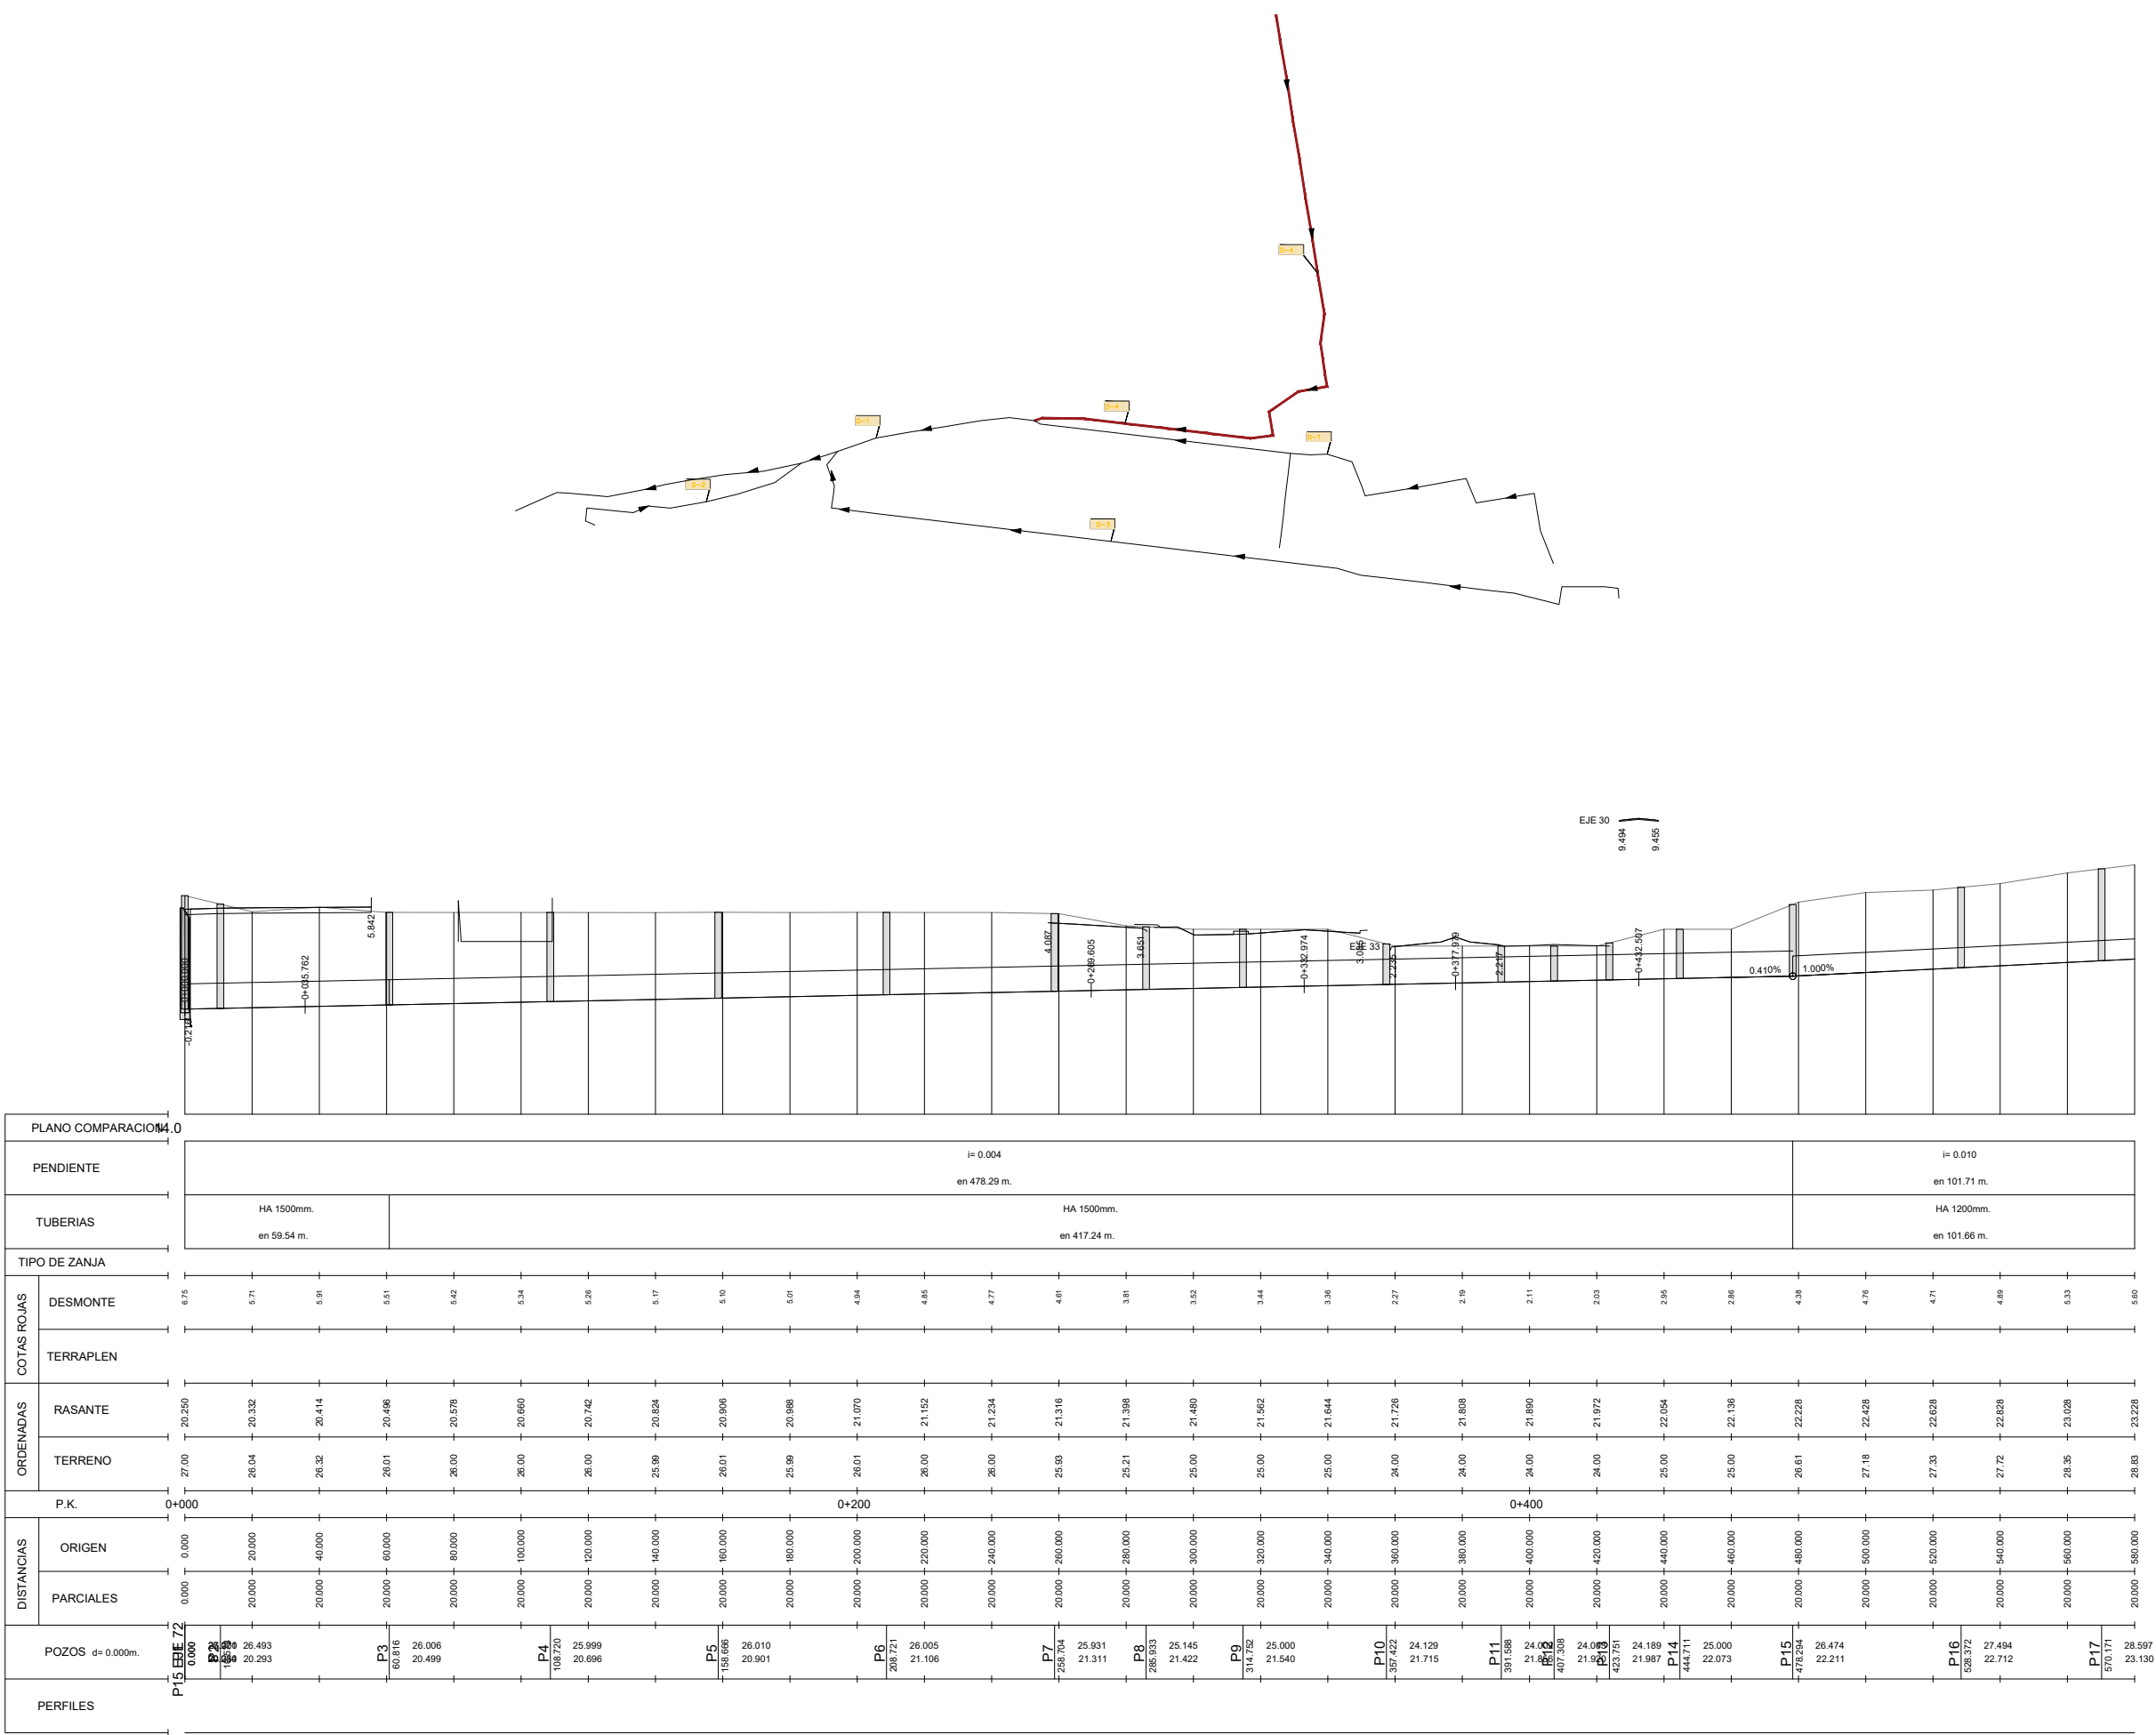 D-4
D-4
D-1
D-1
D-2
D-3
EJE 30
9.494
9.455
5.842
0+035.762
4.087
0+269.605
3.651
0+332.974
EJE 33
2.235
0+377.979
2.217
0+432.507
0.410%
1.000%
-0.210
PLANO COMPARACION 14.0
PENDIENTE
i= 0.004
en 478.29 m.
i= 0.010
en 101.71 m.
TUBERIAS
HA 1500mm.
en 59.54 m.
HA 1500mm.
en 417.24 m.
HA 1200mm.
en 101.66 m.
TIPO DE ZANJA
COTAS ROJAS
DESMONTE
6.75 5.71 5.91 5.51 5.42 5.34 5.26 5.17 5.10 5.01 4.94 4.85 4.77 4.61 3.81 3.52 3.44 3.36 2.27 2.19 2.11 2.03 2.95 2.86 4.38 4.76 4.71 4.89 5.33 5.60
TERRAPLEN
ORDENADAS
RASANTE
20.250 20.332 20.414 20.496 20.578 20.660 20.742 20.824 20.906 20.988 21.070 21.152 21.234 21.316 21.398 21.480 21.562 21.644 21.726 21.808 21.890 21.972 22.054 22.136 22.228 22.428 22.628 22.828 23.028 23.228
TERRENO
27.00 26.04 26.32 26.01 26.00 26.00 26.00 25.99 26.01 25.99 26.01 26.00 26.00 25.93 25.21 25.00 25.00 25.00 24.00 24.00 24.00 24.00 25.00 25.00 26.61 27.18 27.33 27.72 28.35 28.83
P.K.
0+000 0+200 0+400
DISTANCIAS
ORIGEN
0.000 20.000 40.000 60.000 80.000 100.000 120.000 140.000 160.000 180.000 200.000 220.000 240.000 260.000 280.000 300.000 320.000 340.000 360.000 380.000 400.000 420.000 440.000 460.000 480.000 500.000 520.000 540.000 560.000 580.000
PARCIALES
0.000 20.000 20.000 20.000 20.000 20.000 20.000 20.000 20.000 20.000 20.000 20.000 20.000 20.000 20.000 20.000 20.000 20.000 20.000 20.000 20.000 20.000 20.000 20.000 20.000 20.000 20.000 20.000 20.000 20.000
POZOS d= 0.000m.
P15 EJE 72
0.000
P2
26.493
20.293
P3
60.816
26.006
20.499
P4
108.720
25.999
20.696
P5
158.666
26.010
20.901
P6
208.721
26.005
21.106
P7
258.704
25.931
21.311
P8
285.933
25.145
21.422
P9
314.752
25.000
21.540
P10
357.422
24.129
21.715
P11
391.588
P12
407.308
P13
423.751
24.189
21.987
P14
444.711
25.000
22.073
P15
478.294
26.474
22.211
P16
528.372
27.494
22.712
P17
570.171
28.597
23.130
PERFILES